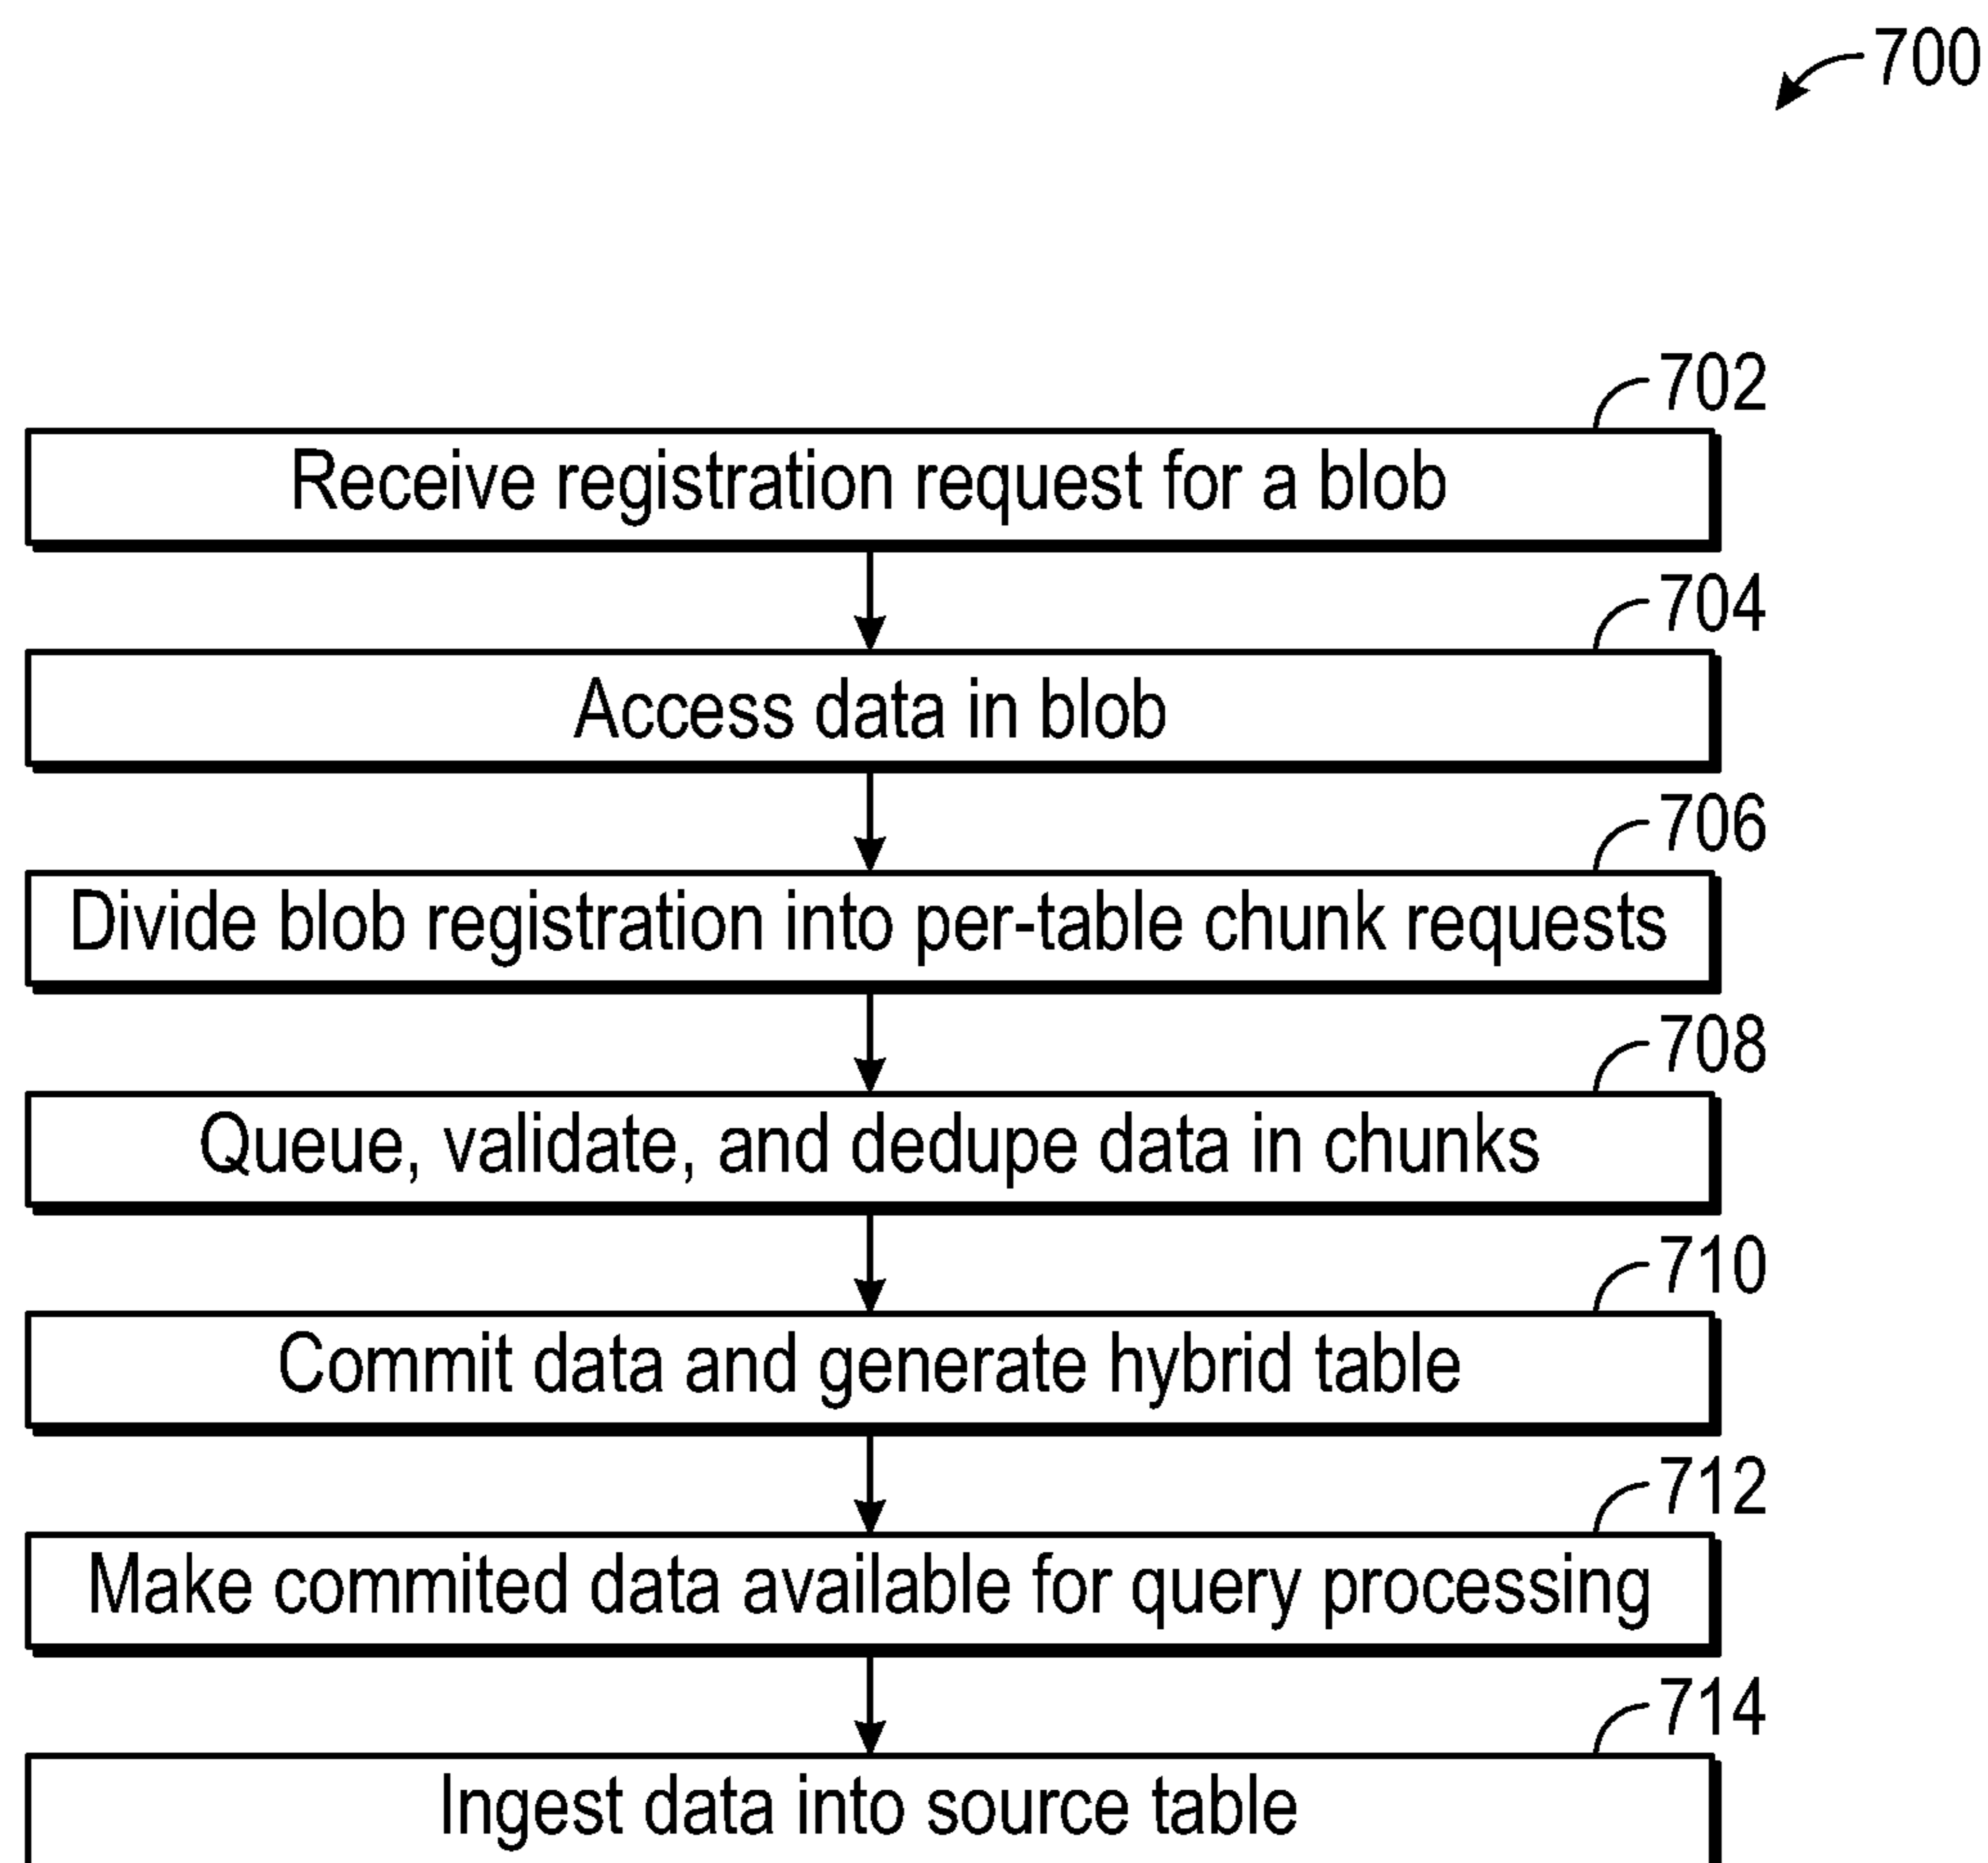 700
702
Receive registration request for a blob
704
Access data in blob
706
Divide blob registration into per-table chunk requests
708
Queue, validate, and dedupe data in chunks
710
Commit data and generate hybrid table
712
Make commited data available for query processing
714
Ingest data into source table